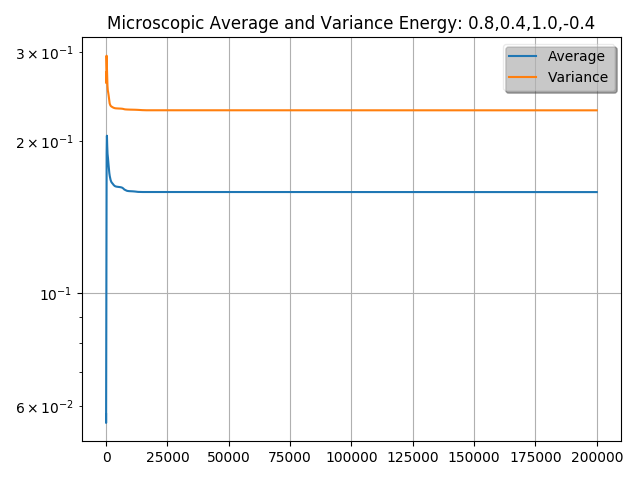 Microscopic Average and Variance Energy: 0.8,0.4,1.0,-0.4
3 × 10⁻¹
Average
Variance
2 × 10⁻¹
10⁻¹
6 × 10⁻²
0 25000 50000 75000 100000 125000 150000 175000 200000